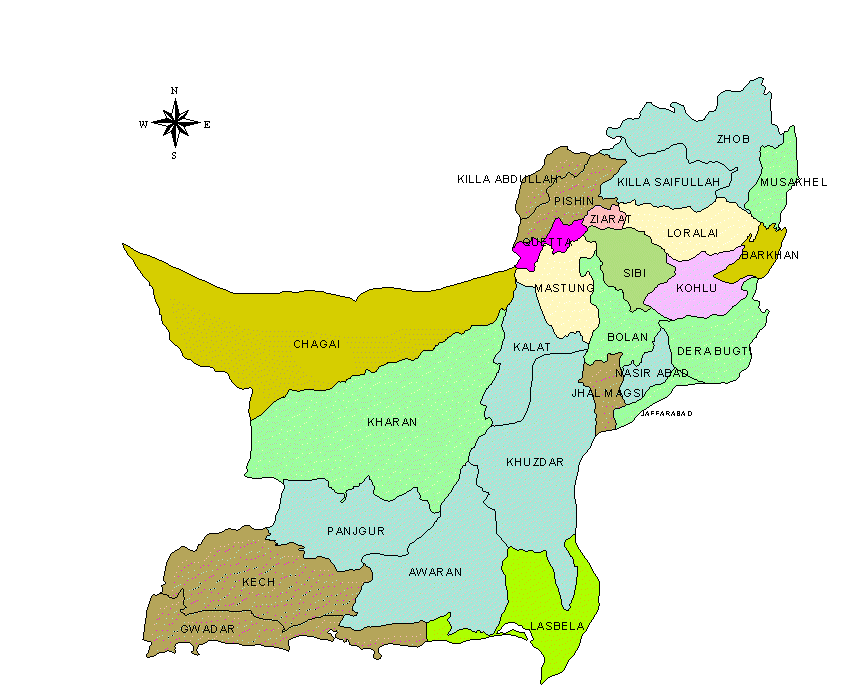 N
W E
S
ZHOB
KILLA ABDULLAH
KILLA SAIFULLAH
MUSAKHEL
PISHIN
ZIARAT
LORALAI
QUETTA
BARKHAN
SIBI
MASTUNG
KOHLU
CHAGAI
BOLAN
KALAT
DERA BUGTI
NASIR ABAD
JHAL MAGSI
JAFFARABAD
KHARAN
KHUZDAR
PANJGUR
AWARAN
KECH
GWADAR
LASBELA